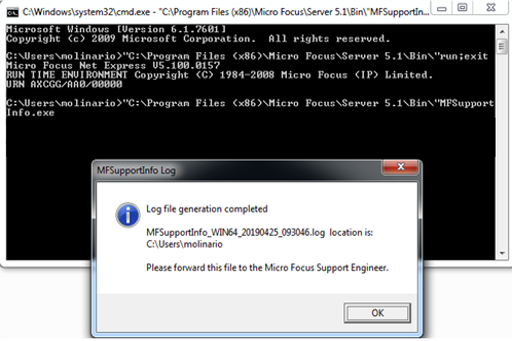 C:\Windows\system32\cmd.exe - "C:\Program Files (x86)\Micro Focus\Server 5.1\Bin\"MFSupportIn...
Microsoft Windows [Version 6.1.7601]
Copyright (c) 2009 Microsoft Corporation.  All rights reserved.
C:\Users\molinario>"C:\Program Files (x86)\Micro Focus\Server 5.1\Bin\"run;exit
Micro Focus Net Express V5.100.0157
RUN TIME ENVIRONMENT Copyright (C) 1984-2008 Micro Focus (IP) Limited.
URN AXCGG/AA0/00000
C:\Users\molinario>"C:\Program Files (x86)\Micro Focus\Server 5.1\Bin\"MFSupport
Info.exe
MFSupportInfo Log
Log file generation completed
MFSupportInfo_WIN64_20190425_093046.log  location is:
C:\Users\molinario
Please forward this file to the Micro Focus Support Engineer.
OK